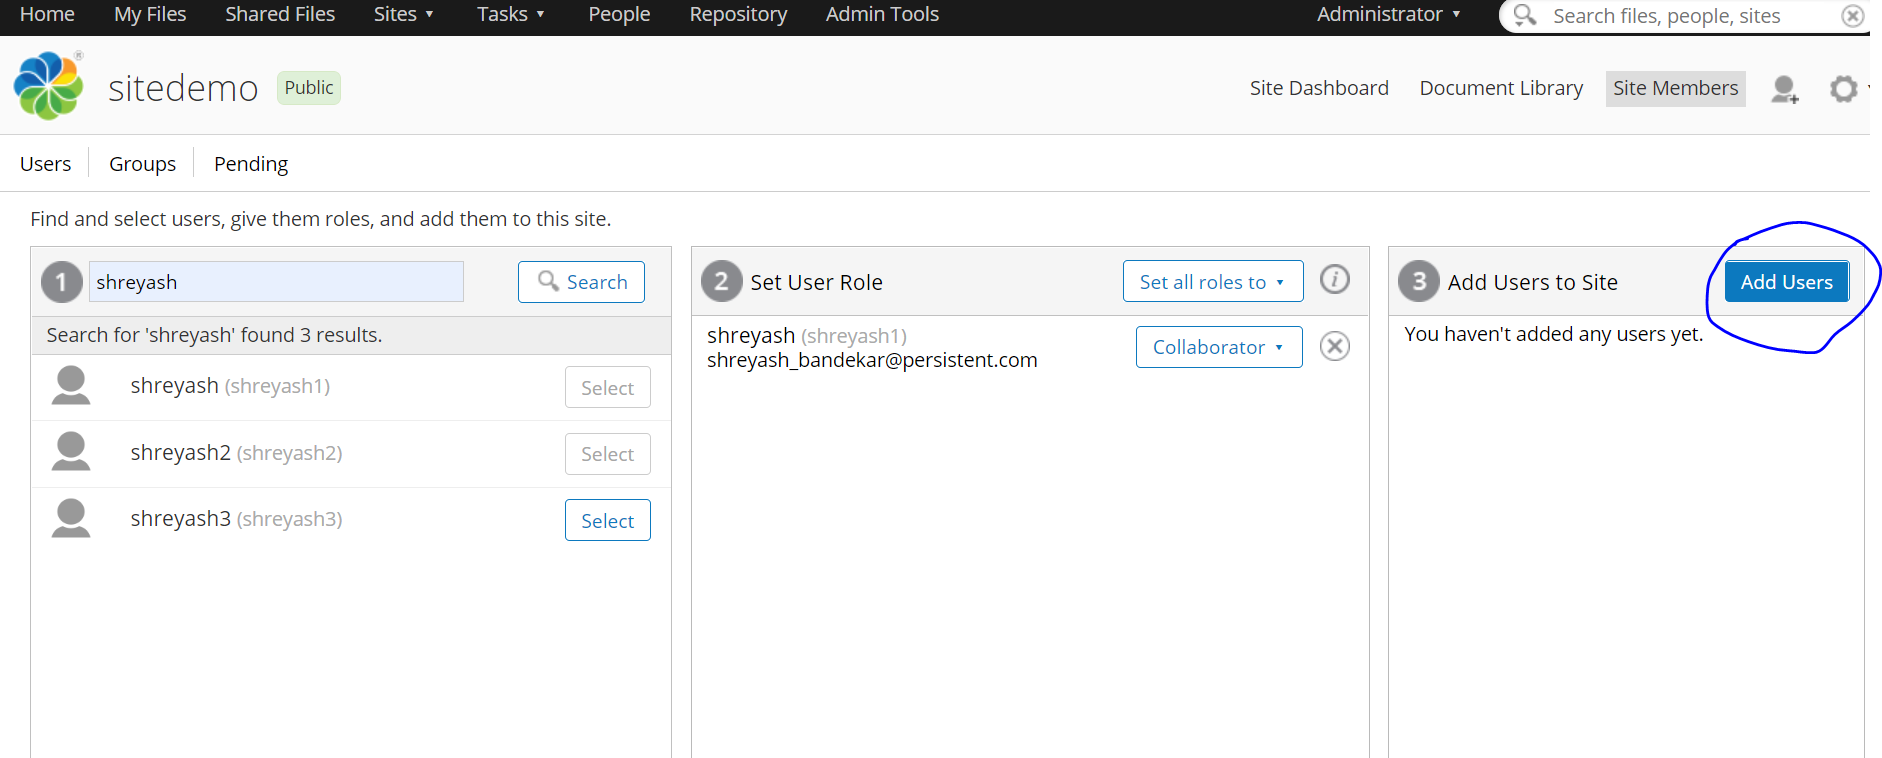 Home My Files Shared Files Sites Tasks People Repository Admin Tools Administrator Search files, people, sites
sitedemo Public Site Dashboard Document Library Site Members
Users Groups Pending
Find and select users, give them roles, and add them to this site.
1 shreyash Search
Search for 'shreyash' found 3 results.
shreyash (shreyash1) Select
shreyash2 (shreyash2) Select
shreyash3 (shreyash3) Select
2 Set User Role Set all roles to i
shreyash (shreyash1) Collaborator
shreyash_bandekar@persistent.com
3 Add Users to Site Add Users
You haven't added any users yet.